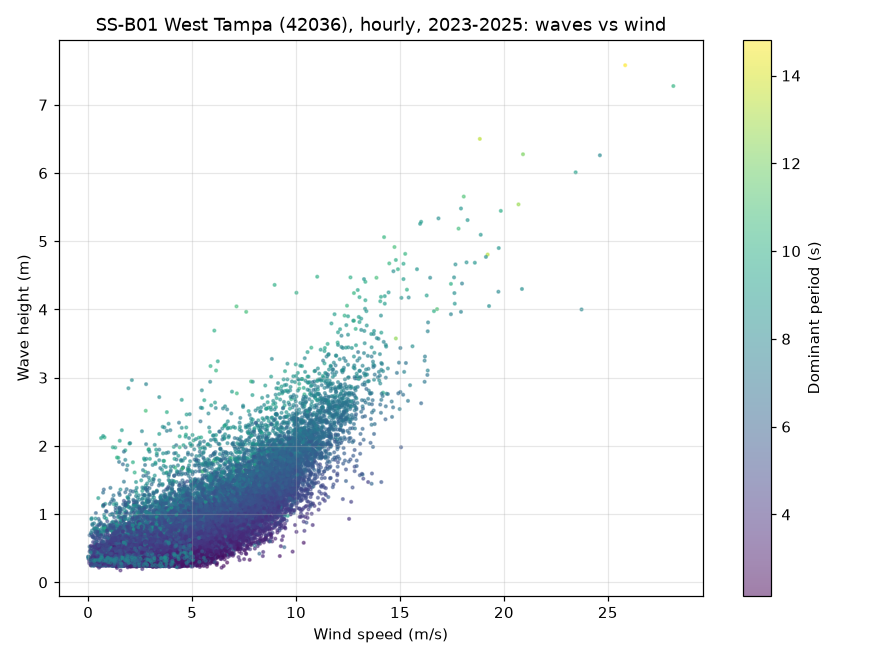 SS-B01 West Tampa (42036), hourly, 2023-2025: waves vs wind
Wave height (m)
7
6
5
4
3
2
1
0
0 5 10 15 20 25
Wind speed (m/s)
14
12
10
8
6
4
Dominant period (s)